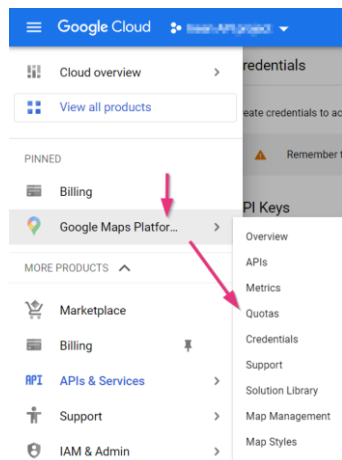 Google Cloud
Cloud overview
redentials
View all products
eate credentials to ac
PINNED
Remember t
Billing
PI Keys
Google Maps Platfor...
Overview
APIs
MORE PRODUCTS
Metrics
Marketplace
Quotas
Billing
Credentials
Support
API APIs & Services
Solution Library
Support
Map Management
IAM & Admin
Map Styles